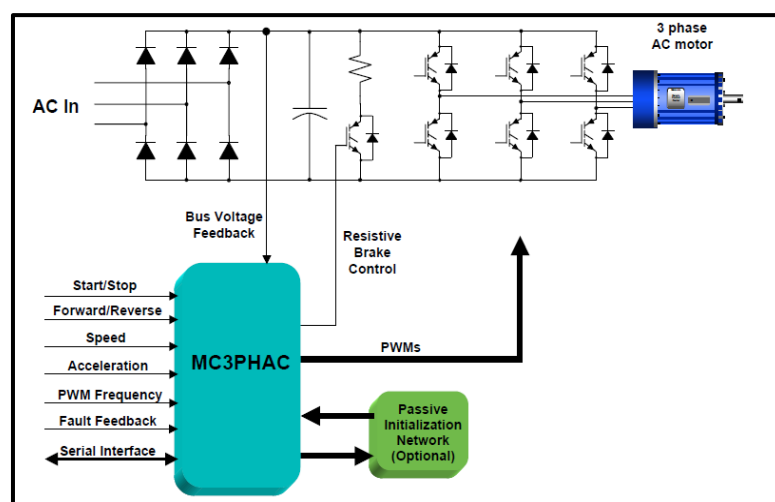 3 phase
AC motor
AC In
Bus Voltage
Feedback
Resistive
Brake
Control
Start/Stop
Forward/Reverse
Speed
Acceleration
PWM Frequency
Fault Feedback
Serial Interface
MC3PHAC
PWMs
Passive
Initialization
Network
(Optional)